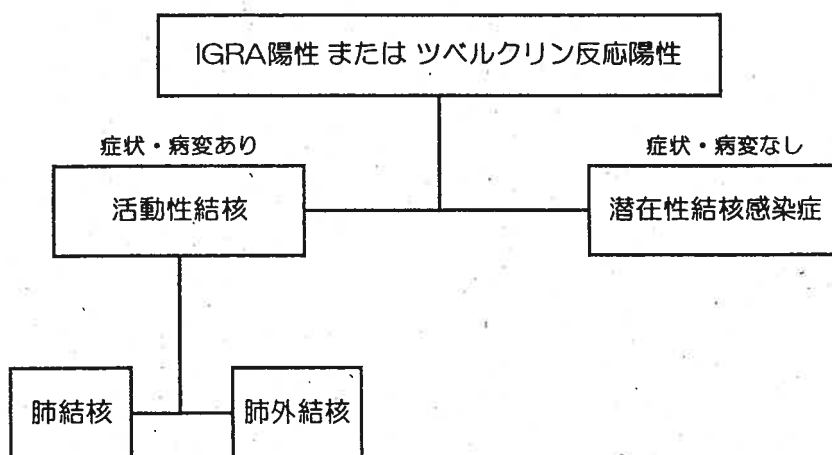 IGRA陽性 または ツベルクリン反応陽性
症状・病変あり
症状・病変なし
活動性結核
潜在性結核感染症
肺結核
肺外結核